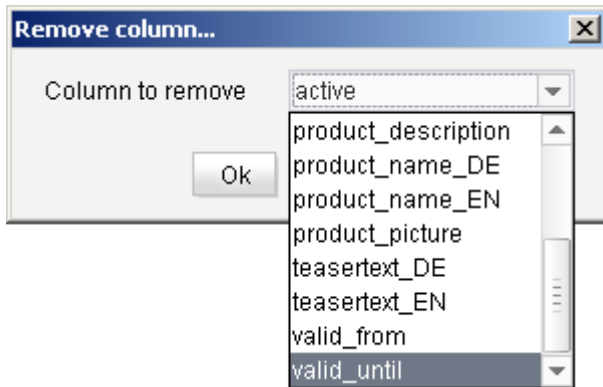 Remove column...
Column to remove active
product_description
product_name_DE
Ok
product_name_EN
product_picture
teasertext_DE
teasertext_EN
valid_from
valid_until